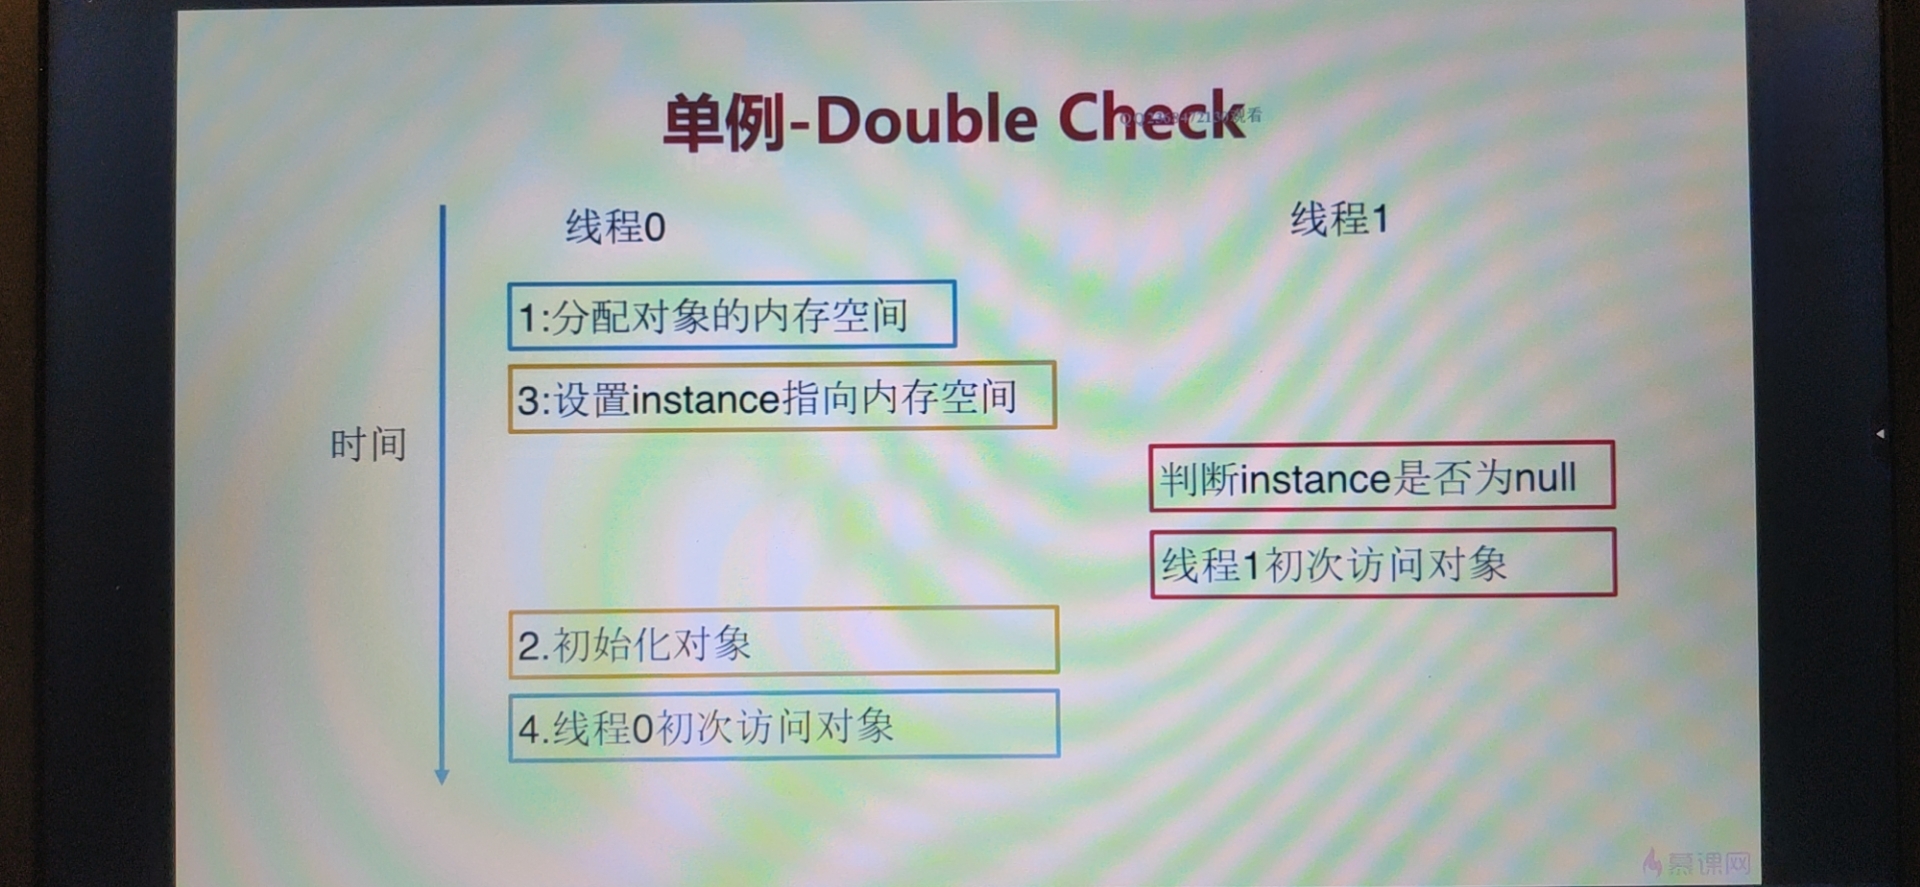 单例-Double Check
线程0
线程1
1:分配对象的内存空间
3:设置instance指向内存空间
时间
判断instance是否为null
线程1初次访问对象
2.初始化对象
4.线程0初次访问对象
慕课网